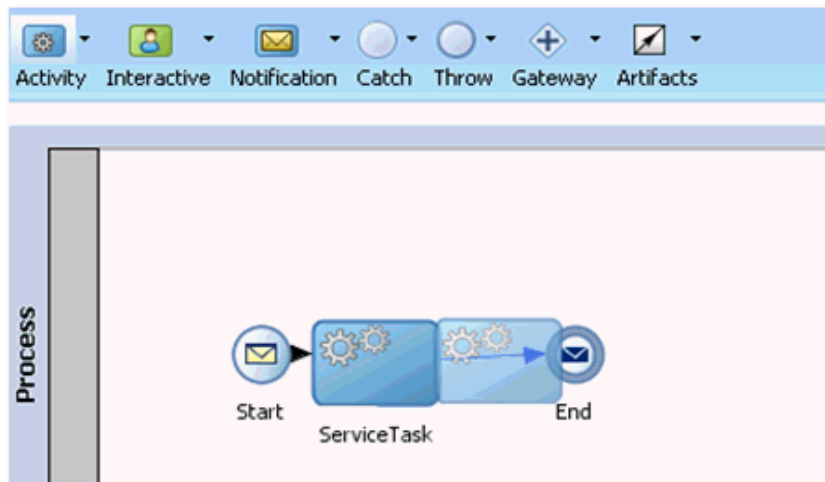 Activity Interactive Notification Catch Throw Gateway Artifacts
Process
Start
End
ServiceTask